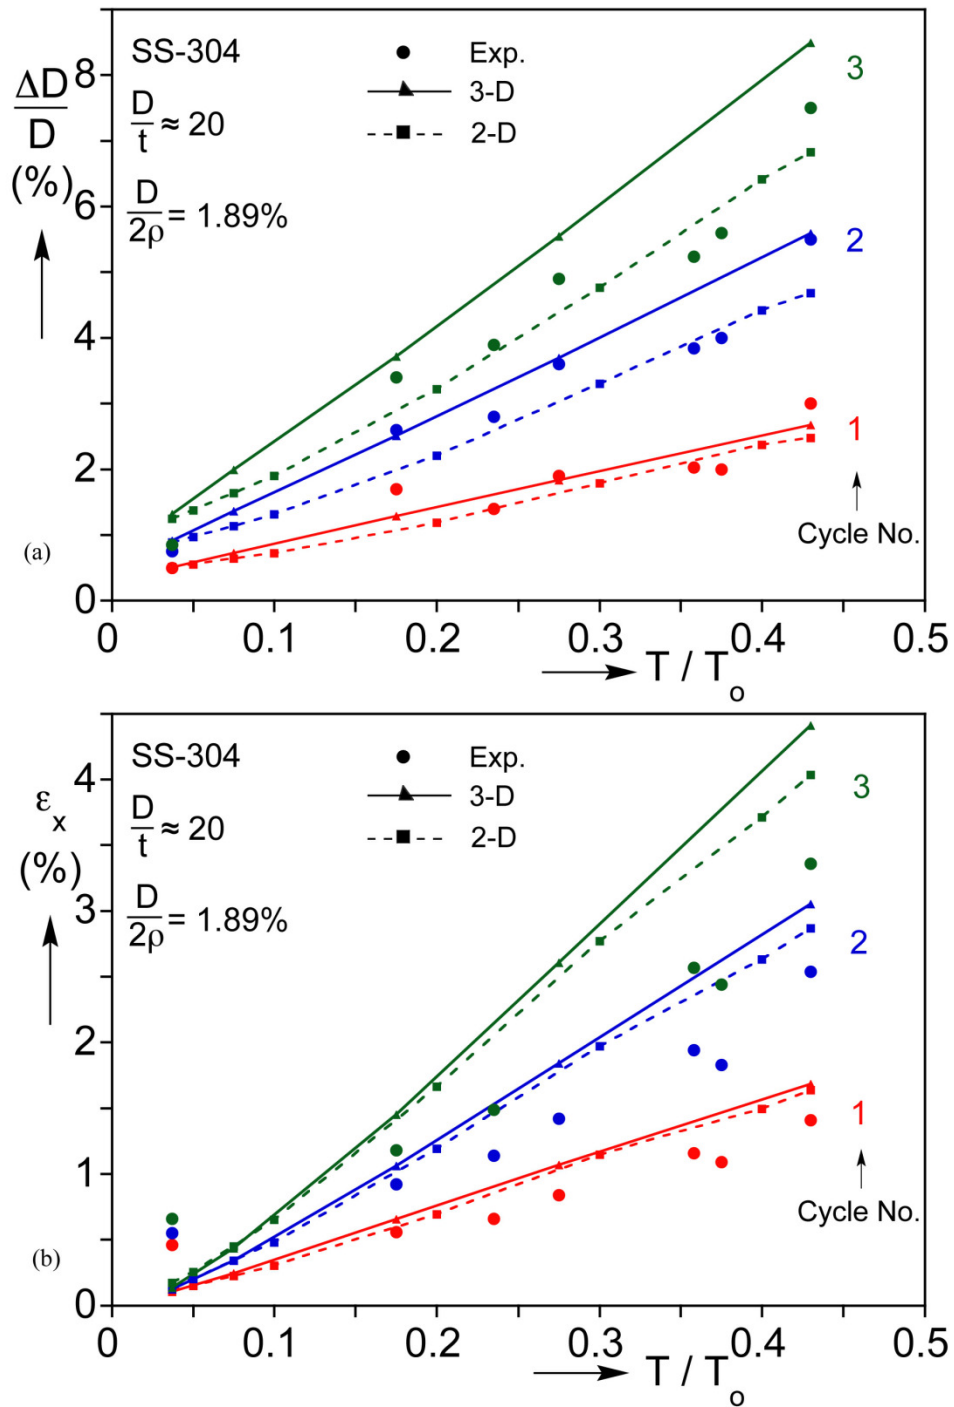 8
6
4
2
0
ΔD
D
(%)
SS-304
D
t
≈ 20
D
2ρ
= 1.89%
Exp.
3-D
2-D
3
2
1
Cycle No.
(a)
0
0.1
0.2
0.3
0.4
0.5
T / To
4
3
2
1
0
εx
(%)
SS-304
D
t
≈ 20
D
2ρ
= 1.89%
Exp.
3-D
2-D
3
2
1
Cycle No.
(b)
0
0.1
0.2
0.3
0.4
0.5
T / To